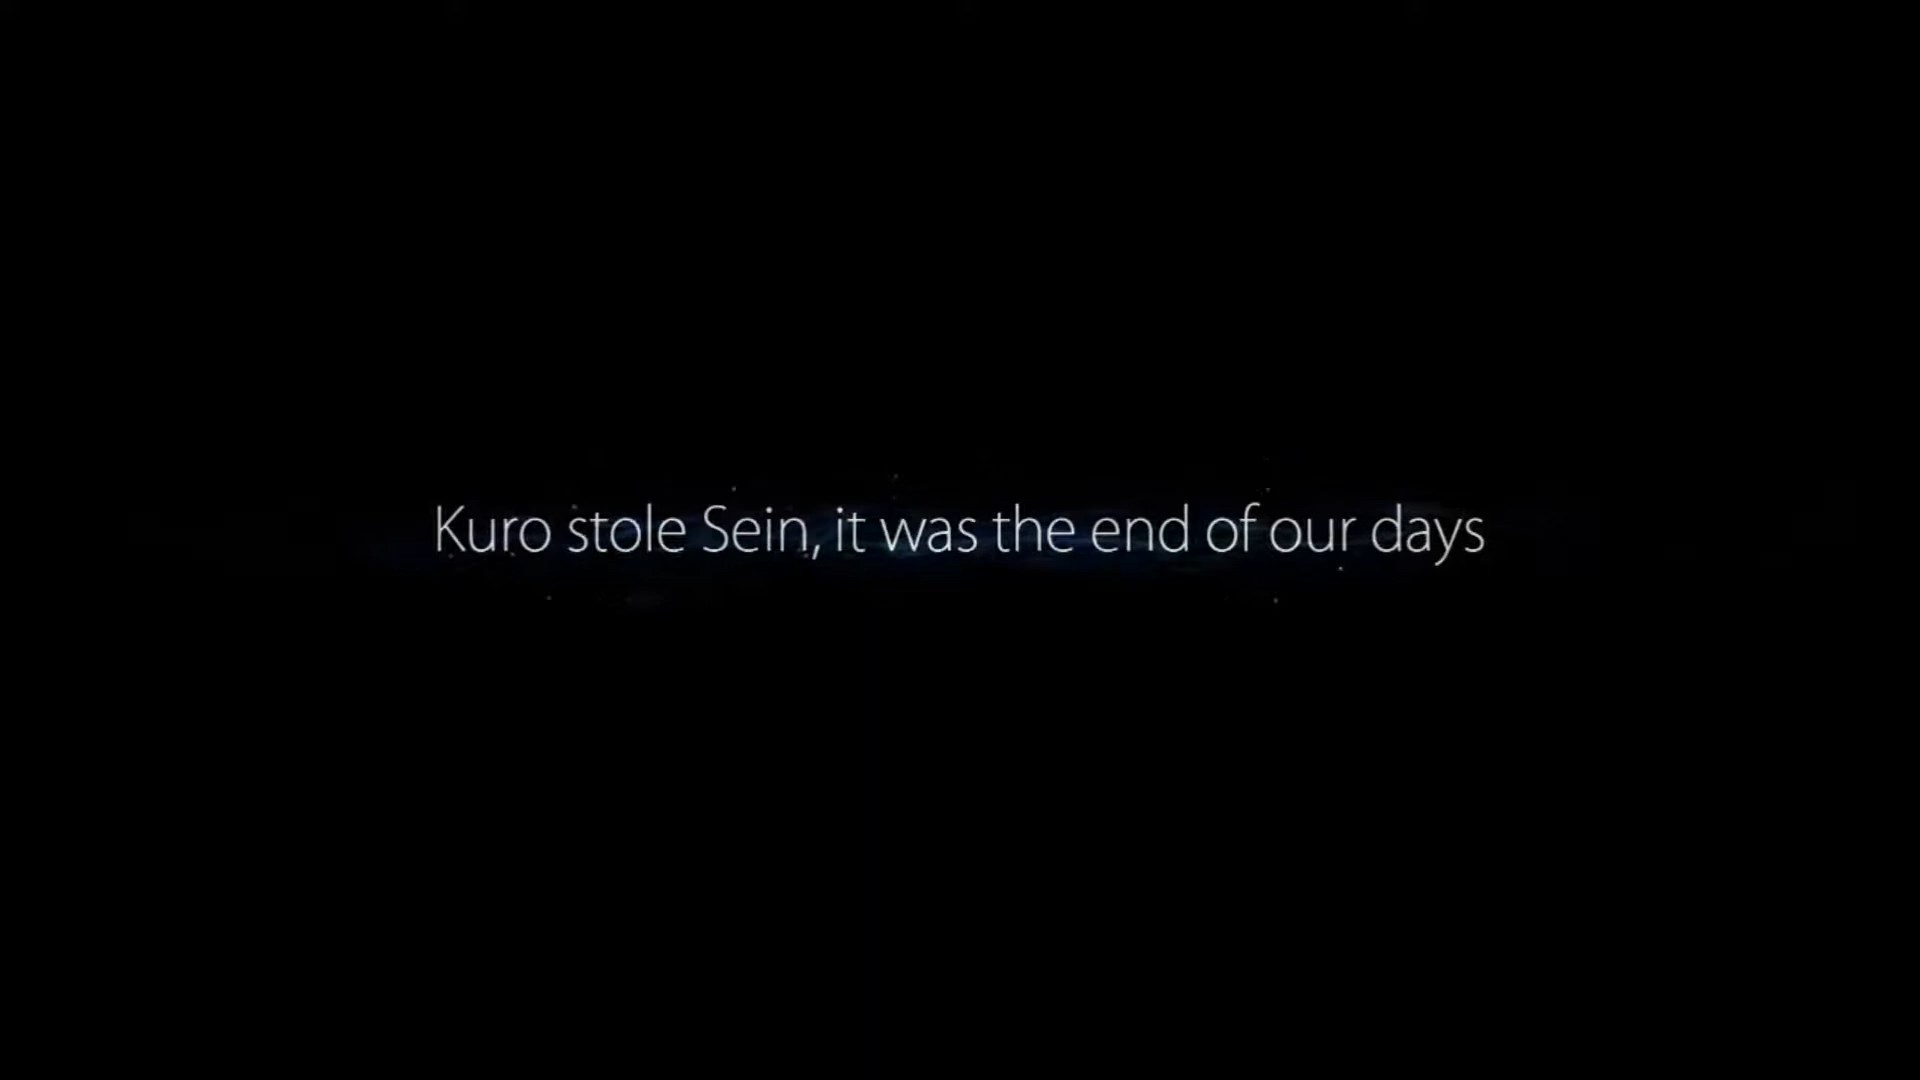 Kuro stole Sein, it was the end of our days